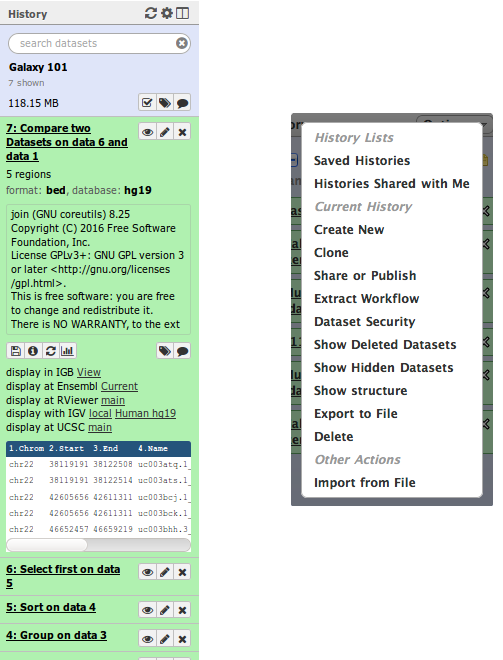 History
search datasets
Galaxy 101
7 shown
118.15 MB
7: Compare two
Datasets on data 6 and
data 1
5 regions
format: bed, database: hg19
join (GNU coreutils) 8.25
Copyright (C) 2016 Free Software
Foundation, Inc.
License GPLv3+: GNU GPL version 3
or later <http://gnu.org/licenses
/gpl.html>.
This is free software: you are free
to change and redistribute it.
There is NO WARRANTY, to the ext
display in IGB View
display at Ensembl Current
display at RViewer main
display with IGV local Human hg19
display at UCSC main
1.Chrom 2.Start 3.End 4.Name
chr22 38119191 38122508 uc003atq.1_
chr22 38119191 38122514 uc003ats.1_
chr22 42605656 42611311 uc003bcj.1_
chr22 42605656 42611311 uc003bck.1_
chr22 46652457 46659219 uc003bhh.3_
6: Select first on data
5
5: Sort on data 4
4: Group on data 3
History Lists
Saved Histories
Histories Shared with Me
Current History
Create New
Clone
Share or Publish
Extract Workflow
Dataset Security
Show Deleted Datasets
Show Hidden Datasets
Show structure
Export to File
Delete
Other Actions
Import from File